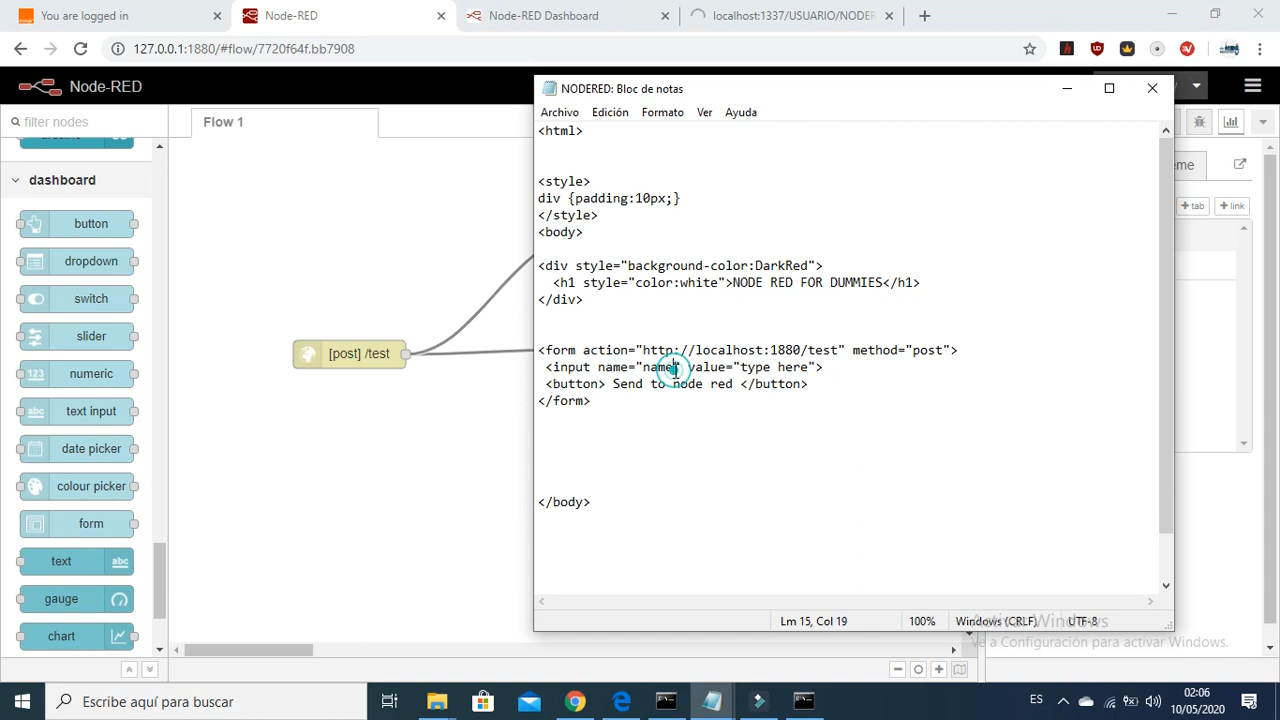 You are logged in
Node-RED
Node-RED Dashboard
localhost:1337/USUARIO/NODER
127.0.0.1:1880/#flow/7720f64f.bb7908
Node-RED
filter nodes
Flow 1
dashboard
button
dropdown
switch
slider
numeric
text input
date picker
colour picker
form
text
gauge
chart
[post] /test
NODERED: Bloc de notas
Archivo Edición Formato Ver Ayuda
<html>
<style>
div {padding:10px;}
</style>
<body>
<div style="background-color:DarkRed">
<h1 style="color:white">NODE RED FOR DUMMIES</h1>
</div>
<form action="http://localhost:1880/test" method="post">
<input name="name" value="type here">
<button> Send to node red </button>
</form>
</body>
Lm 15, Col 19
100%
Windows (CRLF)
UTF-8
+ tab
+ link
Activar Windows
Ve a Configuración para activar Windows.
Escribe aquí para buscar
ES
02:06
10/05/2020